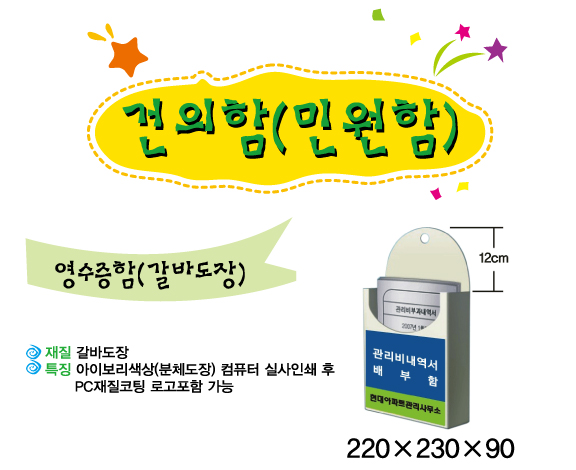 건의함(민원함)
영수증함(갈바도장)
12cm
관리비부과내역서
재질 갈바도장
특징 아이보리색상(분체도장) 컴퓨터 실사인쇄 후
PC재질코팅 로고포함 가능
관리비내역서
배 부 함
현대아파트관리사무소
220×230×90